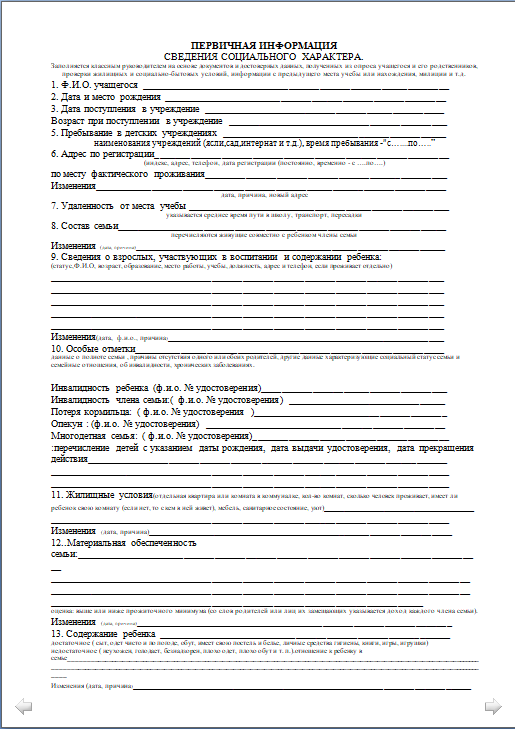 ПЕРВИЧНАЯ ИНФОРМАЦИЯ
СВЕДЕНИЯ СОЦИАЛЬНОГО ХАРАКТЕРА.
Заполняется классным руководителем на основе документов и достоверных данных, полученных из опроса учащегося и его родственников,
проверки жилищных и социально-бытовых условий, информации с предыдущего места учебы или нахождения, милиции и т.д.
1. Ф.И.О. учащегося
2. Дата и место рождения
3. Дата поступления в учреждение
Возраст при поступлении в учреждение
5. Пребывание в детских учреждениях
наименования учреждений (ясли,сад,интернат и т.д.), время пребывания -"с……по….."
6. Адрес по регистрации
(индекс, адрес, телефон, дата регистрации (постоянно, временно - с ….по….)
по месту фактического проживания
Изменения
дата, причина, новый адрес
7. Удаленность от места учебы
указывается среднее время пути в школу, транспорт, пересадки
8. Состав семьи
перечисляются живущие совместно с ребенком члены семьи
Изменения (дата, причина)
9. Сведения о взрослых, участвующих в воспитании и содержании ребенка:
(статус,Ф.И.О, возраст, образование, место работы, учебы, должность, адрес и телефон, если проживает отдельно)
Изменения(дата, ф.и.о., причина)
10. Особые отметки
данные о полноте семьи , причины отсутствия одного или обоих родителей, другие данные характеризующие социальный статус семьи и
семейные отношения, об инвалидности, хронических заболеваниях.
Инвалидность ребенка (ф.и.о. № удостоверения)
Инвалидность члена семьи:( ф.и.о. № удостоверения)
Потеря кормильца: ( ф.и.о. № удостоверения )
Опекун : (ф.и.о. № удостоверения)
Многодетная семья: ( ф.и.о. № удостоверения)
:перечисление детей с указанием даты рождения, дата выдачи удостоверения, дата прекращения
действия
11. Жилищные условия(отдельная квартира или комната в коммуналке, кол-во комнат, сколько человек проживает, имеет ли
ребенок свою комнату (если нет, то с кем в ней живет), мебель, санитарное состояние, уют)
Изменения (дата, причина)
12..Материальная обеспеченность
семьи:
оценка: выше или ниже прожиточного минимума (со слов родителей или лиц их замещающих указывается доход каждого члена семьи).
Изменения (дата, причина)
13. Содержание ребенка
достаточное ( сыт, одет чисто и по погоде, обут, имеет свою постель и белье, личные средства гигиены, книги, игры, игрушки)
недостаточное ( неухожен, голодает, безнадзорен, плохо одет, плохо обут и т. п.),отношение к ребенку в
семье
Изменения (дата, причина)